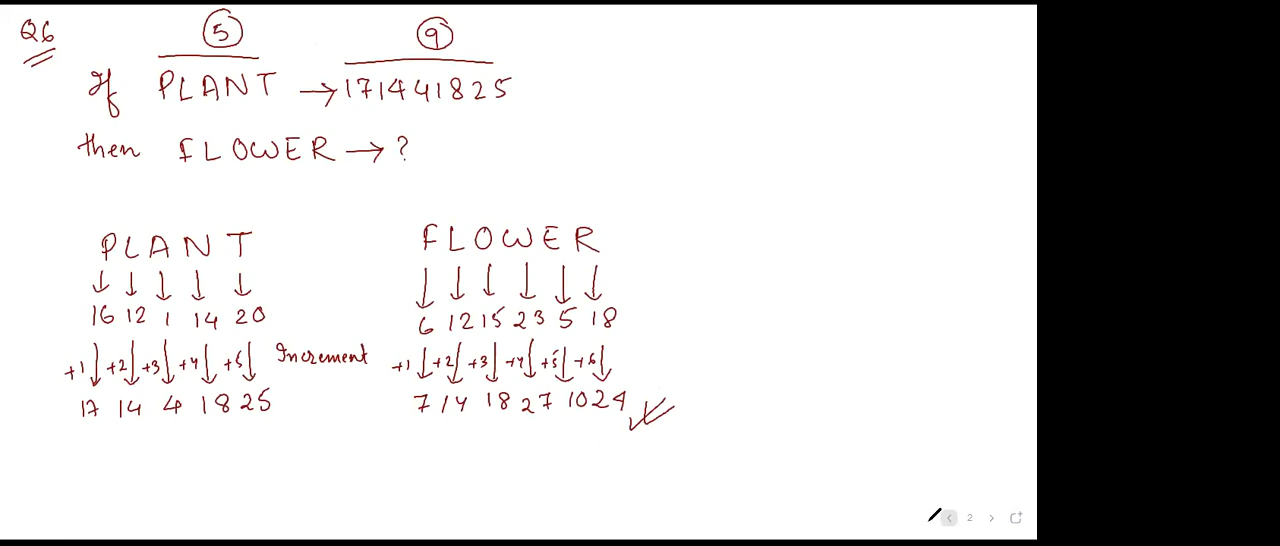 Q6
5 9
If PLANT → 171441825
then FLOWER → ?
PLANT FLOWER
↓ ↓ ↓ ↓ ↓ ↓ ↓ ↓ ↓ ↓ ↓
16 12 1 14 20 6 12 15 23 5 18
+1↓ +2↓ +3↓ +4↓ +5↓ Increment +1↓ +2↓ +3↓ +4↓ +5↓ +6↓
17 14 4 18 25 7 14 18 27 10 24
2